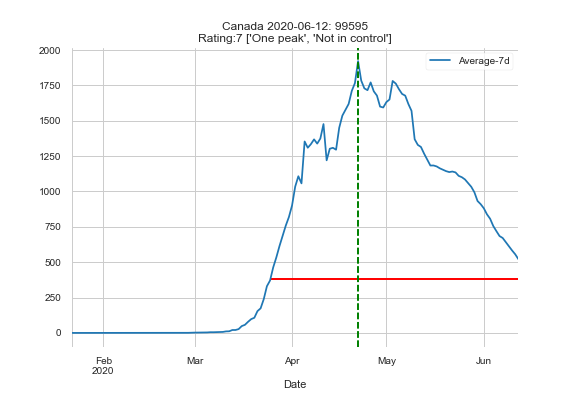 Canada 2020-06-12: 99595
Rating:7 ['One peak', 'Not in control']
2000
1750
1500
1250
1000
750
500
250
0
Average-7d
Feb
2020
Mar
Apr
May
Jun
Date